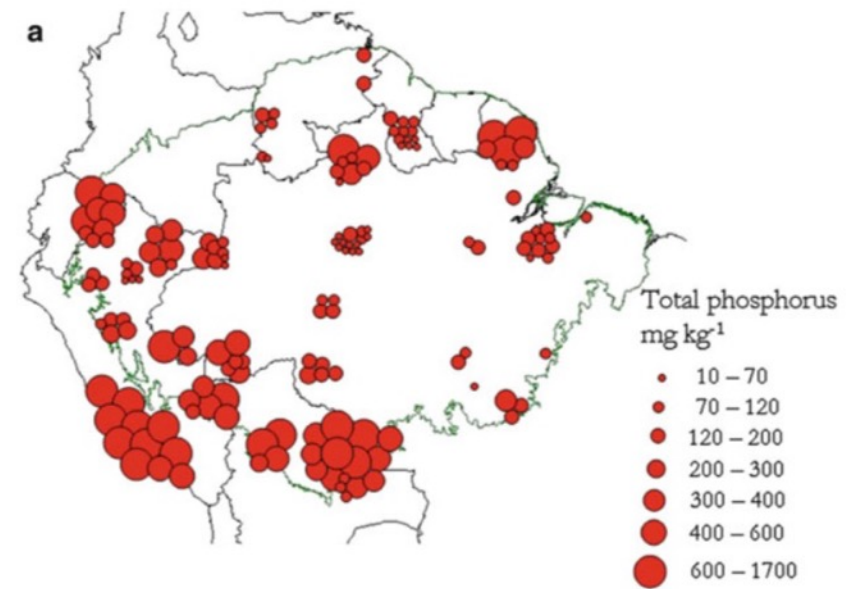 a
Total phosphorus
mg kg-1
10 – 70
70 – 120
120 – 200
200 – 300
300 – 400
400 – 600
600 – 1700